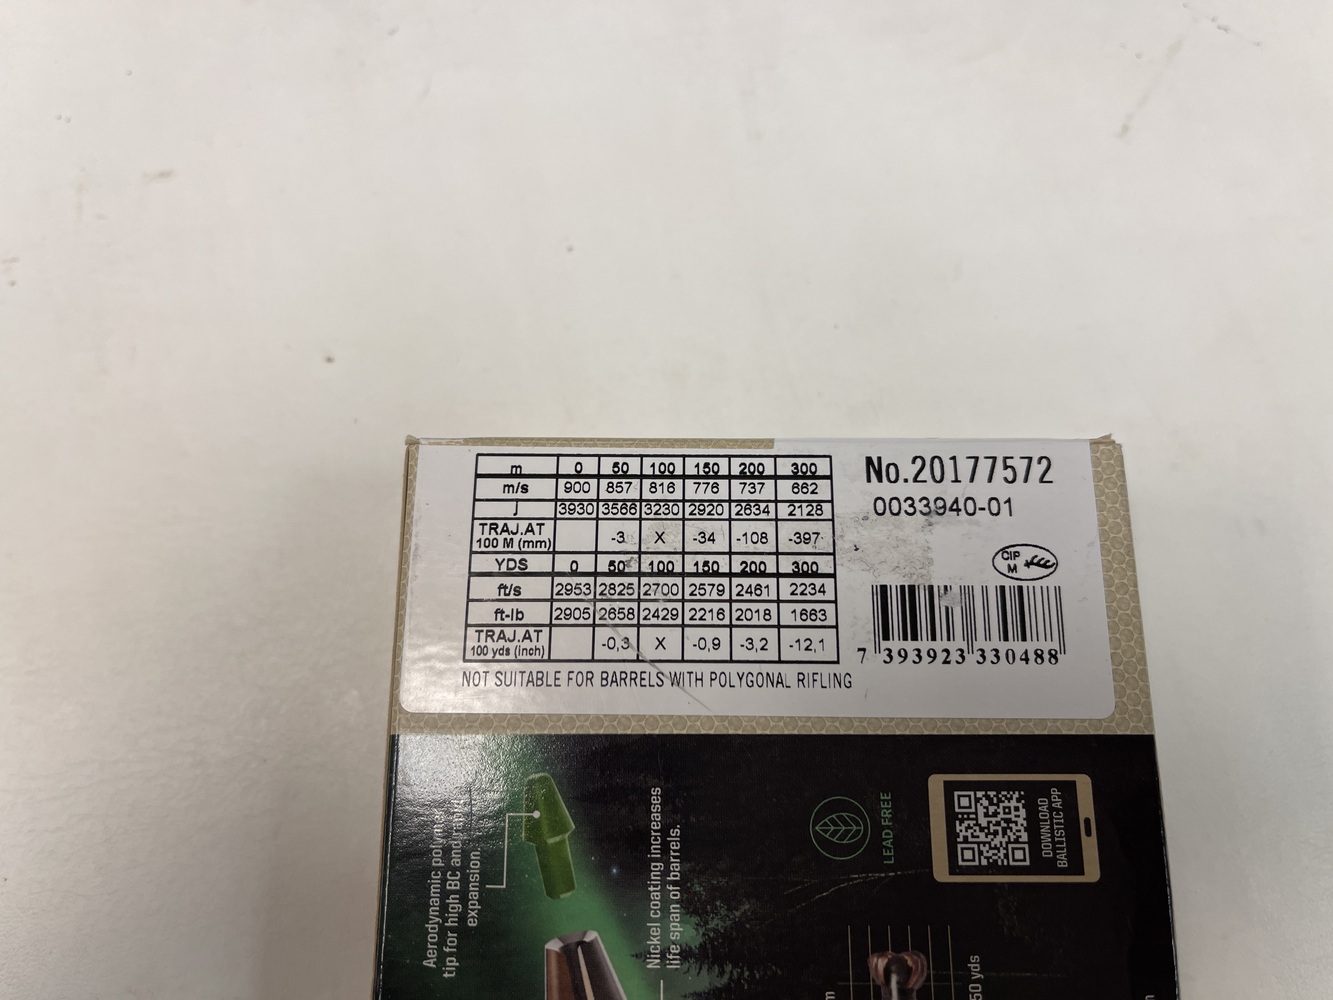 m 0 50 100 150 200 300
m/s 900 857 816 776 737 662
j 3930 3566 3230 2920 2634 2128
TRAJ.AT 100 M (mm) -3 X -34 -108 -397
YDS 0 50 100 150 200 300
ft/s 2953 2825 2700 2579 2461 2234
ft-lb 2905 2658 2429 2216 2018 1663
TRAJ.AT 100 yds (inch) -0,3 X -0,9 -3,2 -12,1
NOT SUITABLE FOR BARRELS WITH POLYGONAL RIFLING
No.20177572
0033940-01
CIP
M
7 393923 330488
Aerodynamic polymer
tip for high BC and
expansion.
Nickel coating increases
life span of barrels.
LEAD FREE
DOWNLOAD
BALLISTIC APP
50 yds